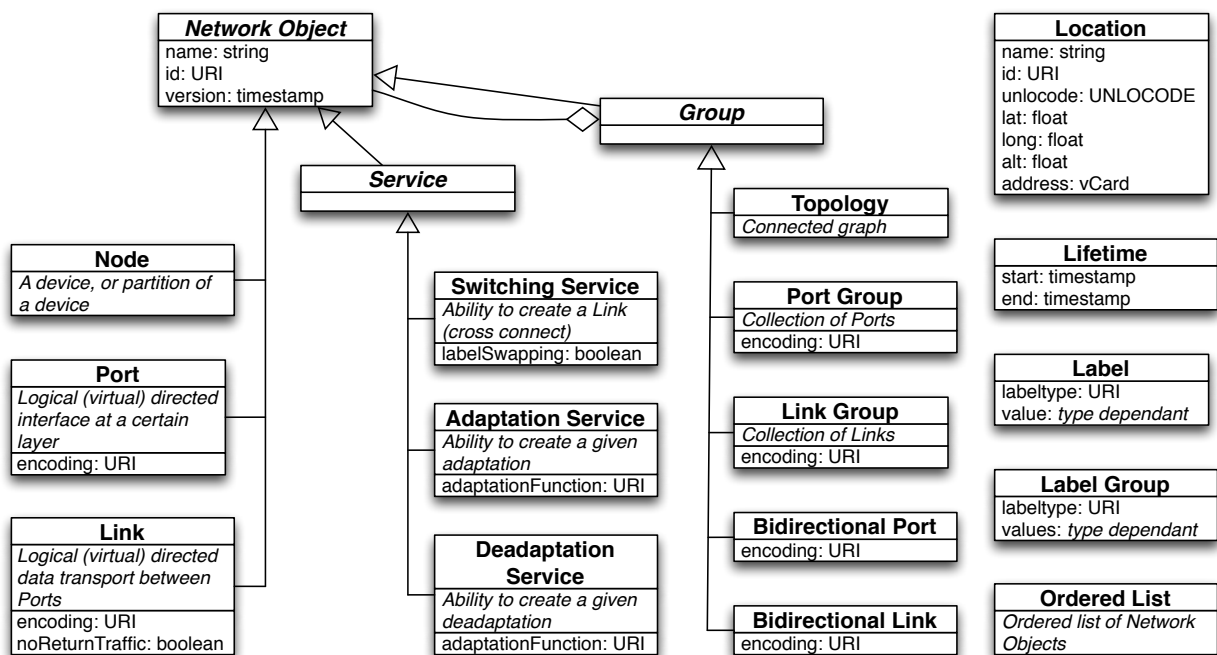 Network Object
name: string
id: URI
version: timestamp
Group
Service
Node
A device, or partition of
a device
Port
Logical (virtual) directed
interface at a certain
layer
encoding: URI
Link
Logical (virtual) directed
data transport between
Ports
encoding: URI
noReturnTraffic: boolean
Switching Service
Ability to create a Link
(cross connect)
labelSwapping: boolean
Adaptation Service
Ability to create a given
adaptation
adaptationFunction: URI
Deadaptation
Service
Ability to create a given
deadaptation
adaptationFunction: URI
Topology
Connected graph
Port Group
Collection of Ports
encoding: URI
Link Group
Collection of Links
encoding: URI
Bidirectional Port
encoding: URI
Bidirectional Link
encoding: URI
Location
name: string
id: URI
unlocode: UNLOCODE
lat: float
long: float
alt: float
address: vCard
Lifetime
start: timestamp
end: timestamp
Label
labeltype: URI
value: type dependant
Label Group
labeltype: URI
values: type dependant
Ordered List
Ordered list of Network
Objects